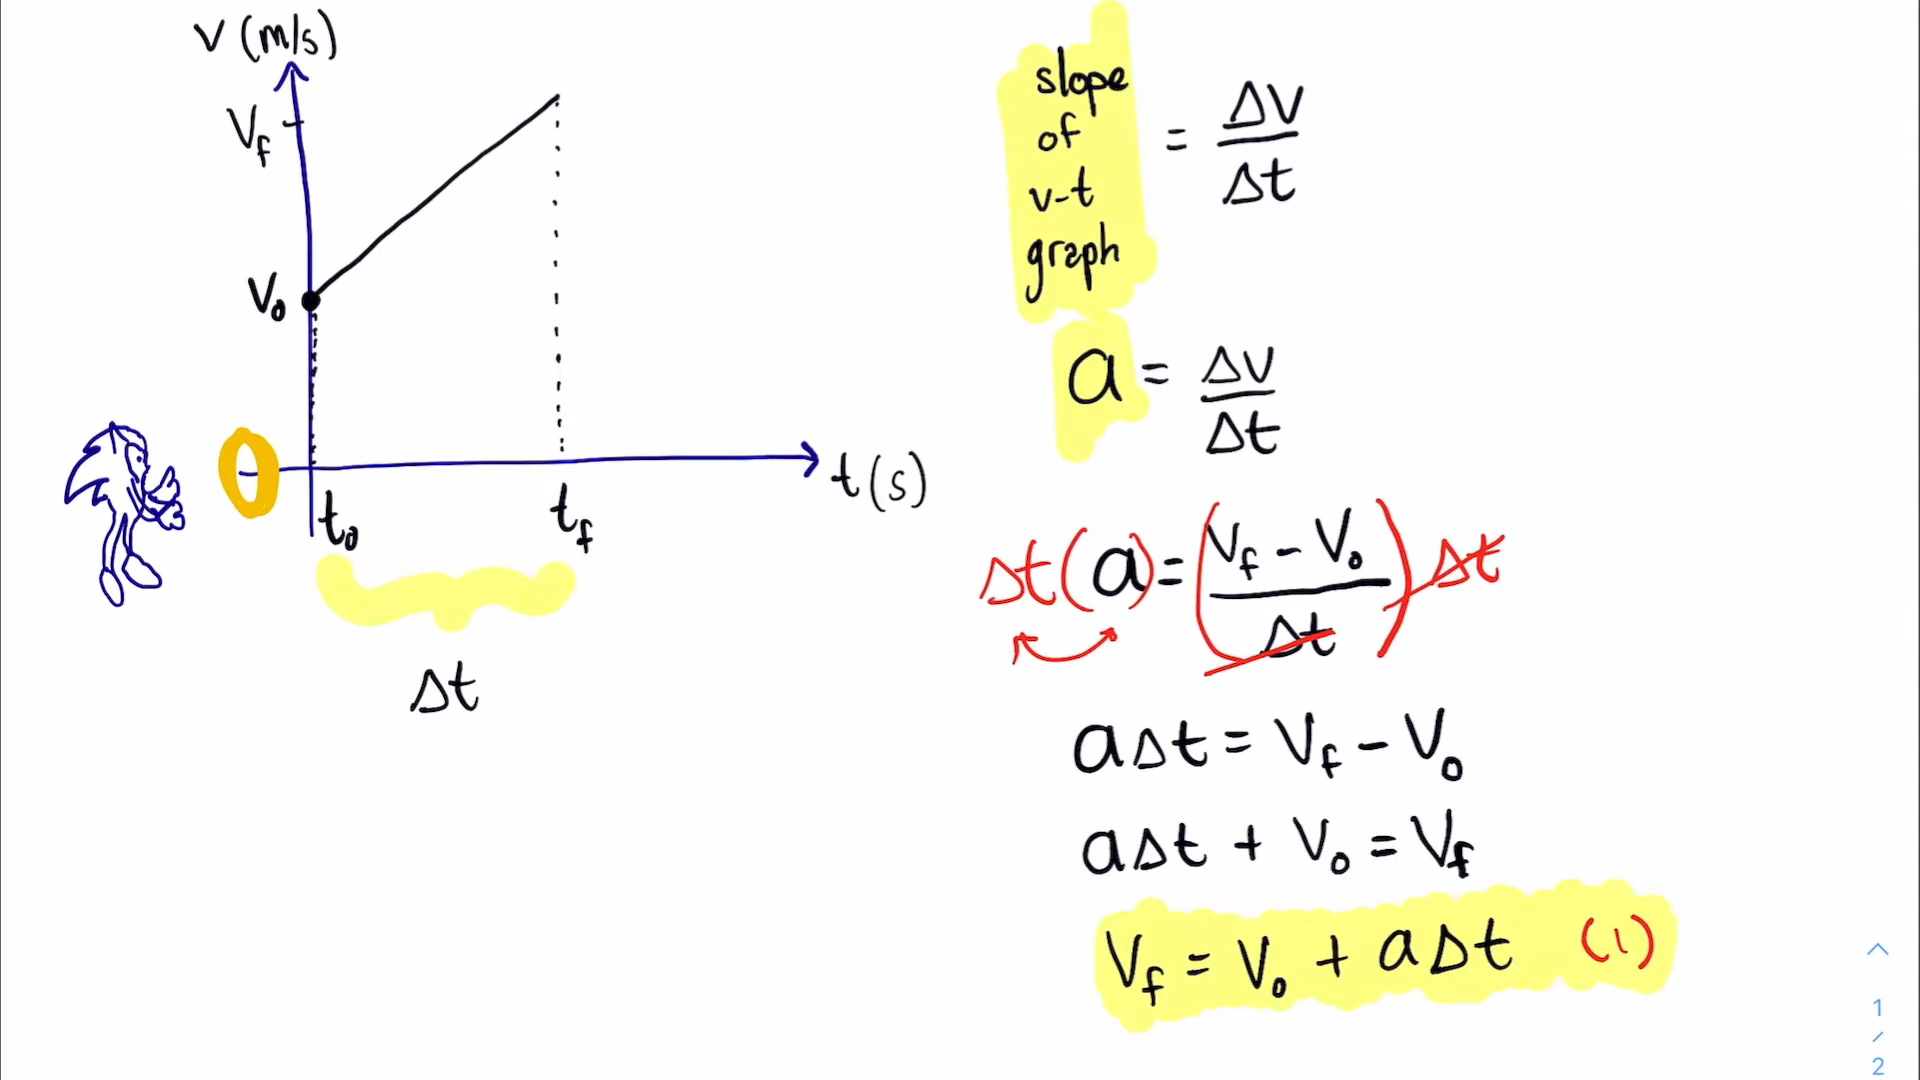 v (m/s)
Vf
V0
t(s)
t0
tf
Δt
slope
of
v-t
graph
= ΔV
Δt
a = ΔV
Δt
Δt(a) = (Vf - V0) Δt
Δt
aΔt = Vf - V0
aΔt + V0 = Vf
Vf = V0 + aΔt (1)
1
/
2